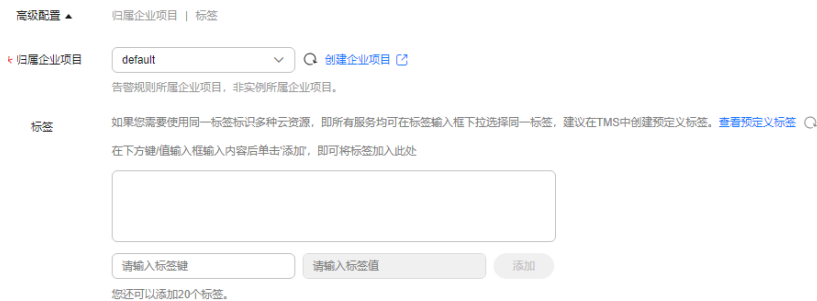 高级配置 ▲ 归属企业项目 | 标签
* 归属企业项目 default 创建企业项目
告警规则所属企业项目，非实例所属企业项目。
标签 如果您需要使用同一标签标识多种云资源，即所有服务均可在标签输入框下拉选择同一标签，建议在TMS中创建预定义标签。查看预定义标签
在下方键/值输入框输入内容后单击'添加'，即可将标签加入此处
请输入标签键 请输入标签值 添加
您还可以添加20个标签。